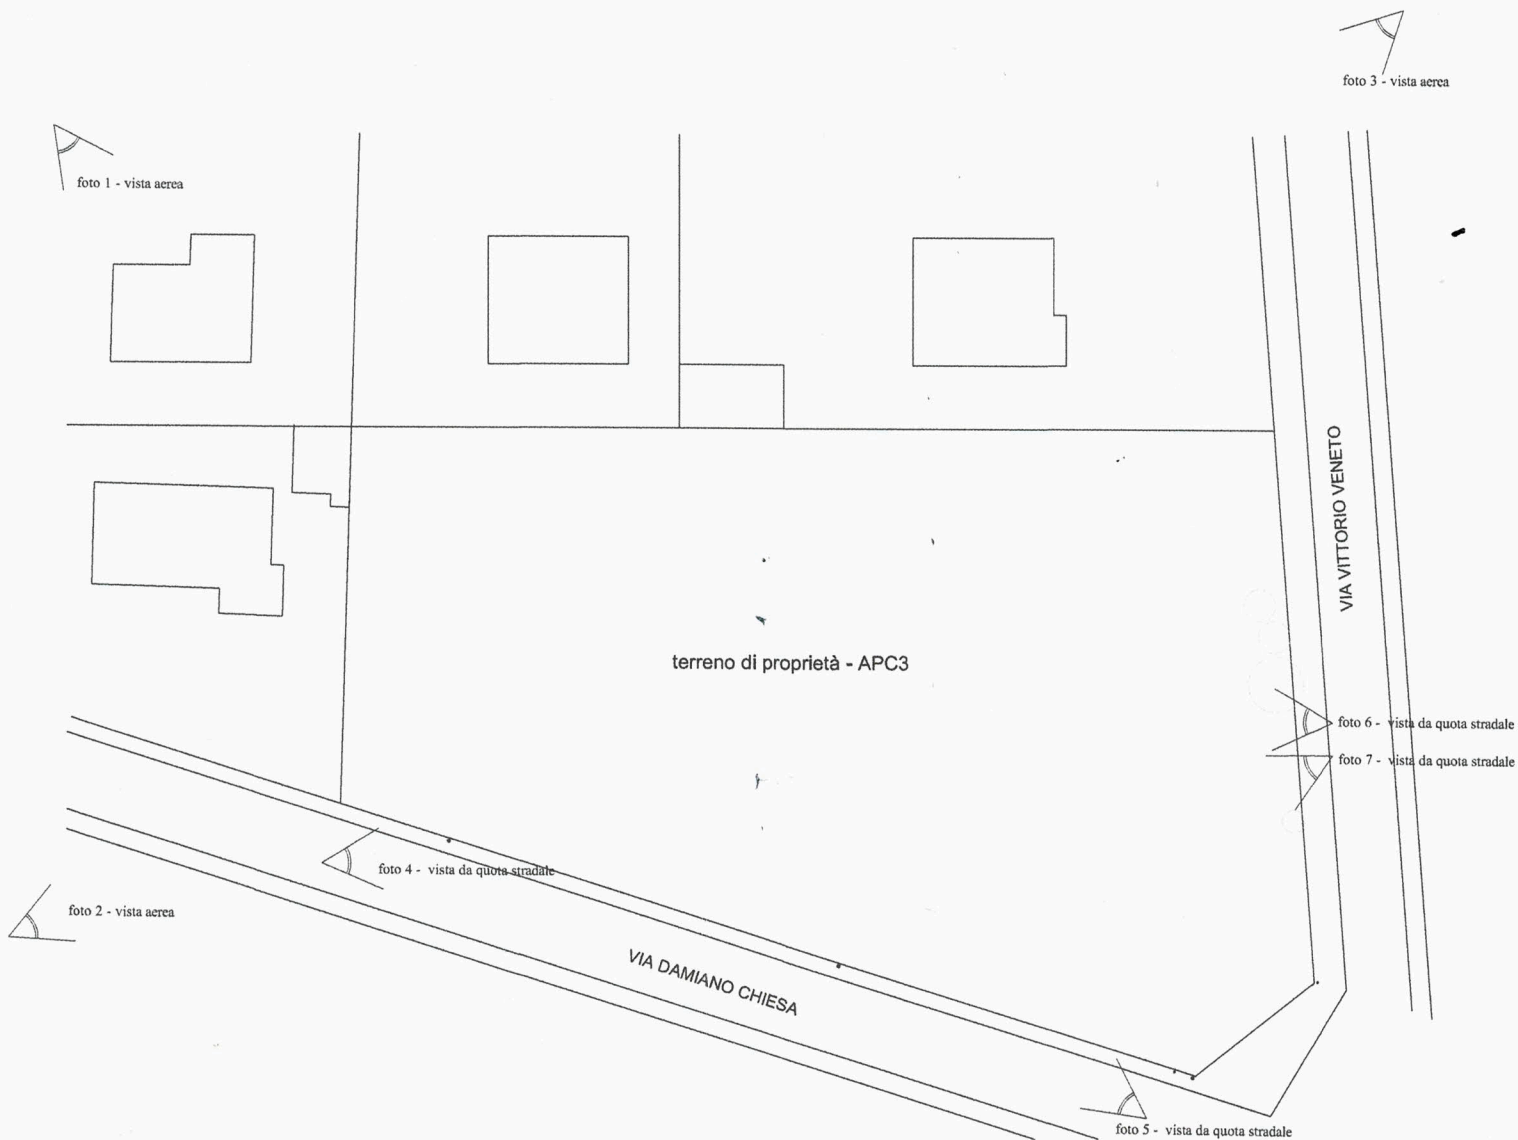 foto 3 - vista aerea
foto 1 - vista aerea
VIA VITTORIO VENETO
terreno di proprietà - APC3
foto 6 - vista da quota stradale
foto 7 - vista da quota stradale
foto 4 - vista da quota stradale
foto 2 - vista aerea
VIA DAMIANO CHIESA
foto 5 - vista da quota stradale